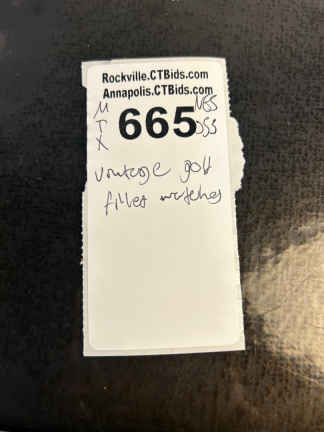 Rockville.CTBids.com
Annapolis.CTBids.com
M
T
X
665
vintage gold
filled watches